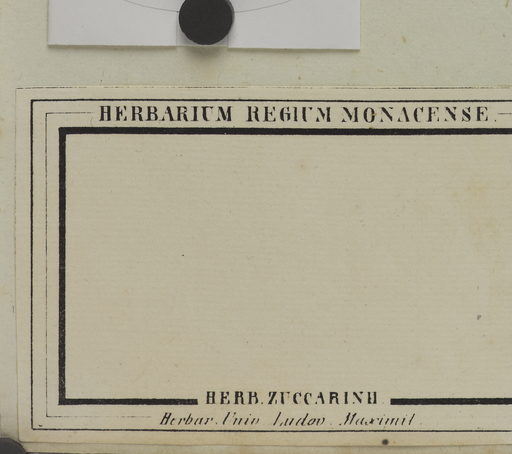 HERBARIUM REGIUM MONACENSE.
HERB. ZUCCARINII.
Herbar. Univ. Ludov. Maximil.